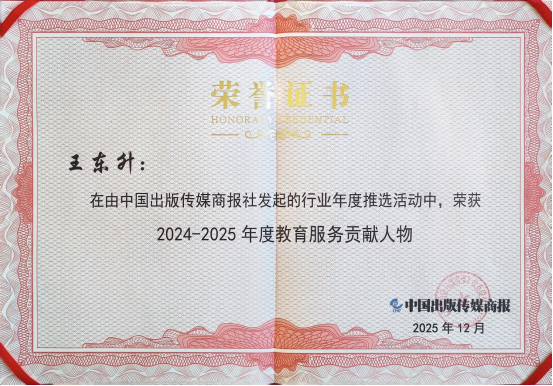 荣誉证书
HONORARY CREDENTIAL
王东升：
在由中国出版传媒商报社发起的行业年度推选活动中，荣获
2024-2025 年度教育服务贡献人物
中国出版传媒商报
2025 年 12 月